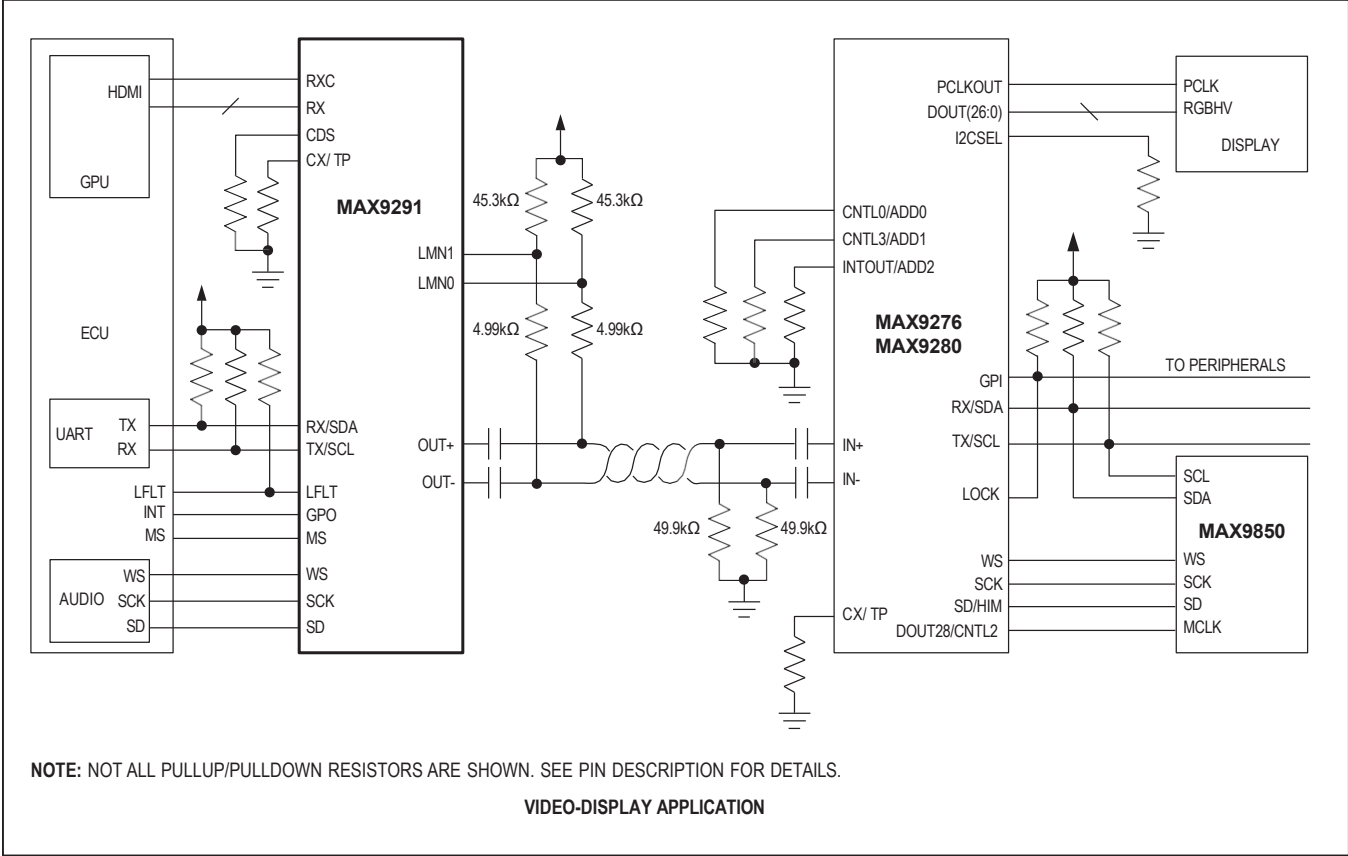 HDMI
GPU
ECU
UART
TX
RX
LFLT
INT
MS
AUDIO
WS
SCK
SD
RXC
RX
CDS
CX/ TP
MAX9291
LMN1
LMN0
RX/SDA
TX/SCL
OUT+
OUT-
LFLT
GPO
MS
WS
SCK
SD
45.3kΩ
45.3kΩ
4.99kΩ
4.99kΩ
49.9kΩ
49.9kΩ
PCLKOUT
DOUT(26:0)
I2CSEL
CNTL0/ADD0
CNTL3/ADD1
INTOUT/ADD2
MAX9276
MAX9280
GPI
RX/SDA
TX/SCL
IN+
IN-
LOCK
WS
SCK
SD/HIM
CX/ TP
DOUT28/CNTL2
PCLK
RGBHV
DISPLAY
TO PERIPHERALS
SCL
SDA
MAX9850
WS
SCK
SD
MCLK
NOTE: NOT ALL PULLUP/PULLDOWN RESISTORS ARE SHOWN. SEE PIN DESCRIPTION FOR DETAILS.
VIDEO-DISPLAY APPLICATION